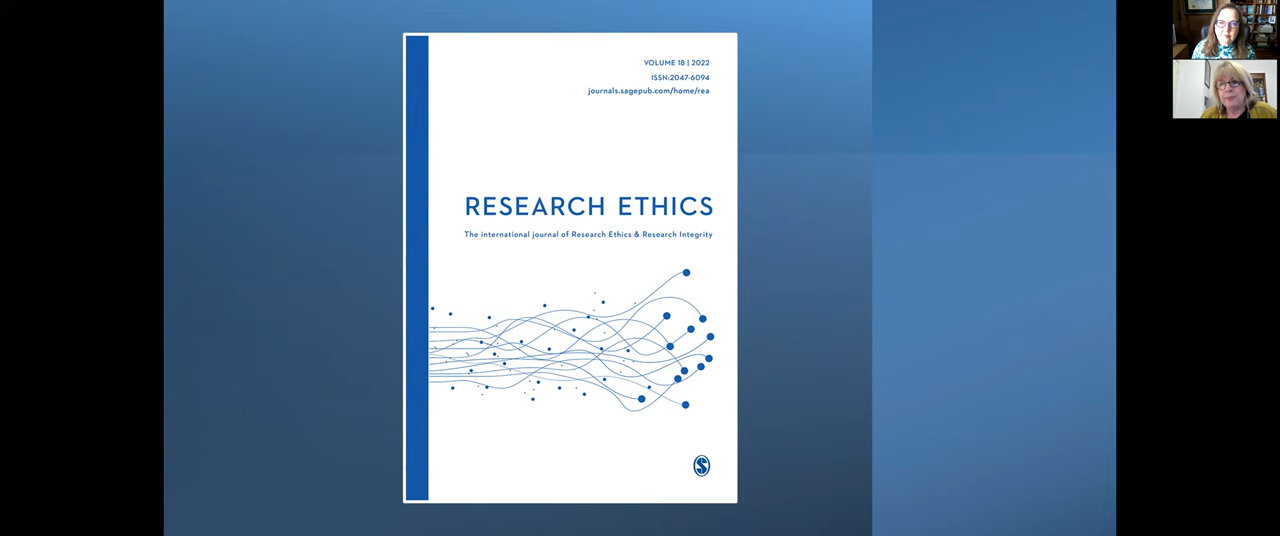 VOLUME 18 | 2022
ISSN:2047-6094
journals.sagepub.com/home/rea
RESEARCH ETHICS
The international journal of Research Ethics & Research Integrity
S